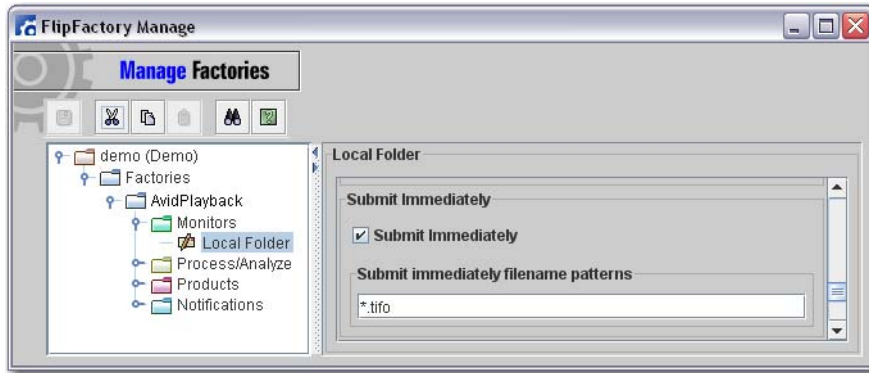 FlipFactory Manage
Manage Factories
demo (Demo)
Factories
AvidPlayback
Monitors
Local Folder
Process/Analyze
Products
Notifications
Local Folder
Submit Immediately
Submit Immediately
Submit immediately filename patterns
*.tifo